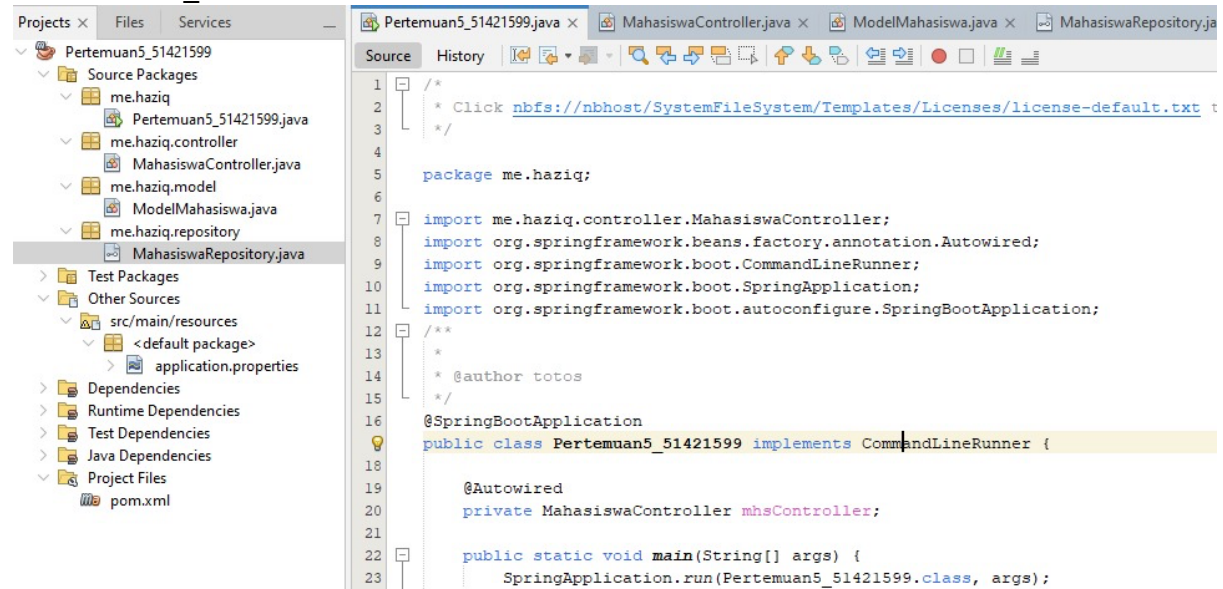 Projects × Files Services
Pertemuan5_51421599
Source Packages
me.haziq
Pertemuan5_51421599.java
me.haziq.controller
MahasiswaController.java
me.haziq.model
ModelMahasiswa.java
me.haziq.repository
MahasiswaRepository.java
Test Packages
Other Sources
src/main/resources
<default package>
application.properties
Dependencies
Runtime Dependencies
Test Dependencies
Java Dependencies
Project Files
pom.xml
Pertemuan5_51421599.java × MahasiswaController.java × ModelMahasiswa.java × MahasiswaRepository.ja
Source History
1 /*
2 * Click nbfs://nbhost/SystemFileSystem/Templates/Licenses/license-default.txt t
3 */
4
5 package me.haziq;
6
7 import me.haziq.controller.MahasiswaController;
8 import org.springframework.beans.factory.annotation.Autowired;
9 import org.springframework.boot.CommandLineRunner;
10 import org.springframework.boot.SpringApplication;
11 import org.springframework.boot.autoconfigure.SpringBootApplication;
12 /**
13 *
14 * @author totos
15 */
16 @SpringBootApplication
public class Pertemuan5_51421599 implements CommandLineRunner {
18
19 @Autowired
20 private MahasiswaController mhsController;
21
22 public static void main(String[] args) {
23 SpringApplication.run(Pertemuan5_51421599.class, args);